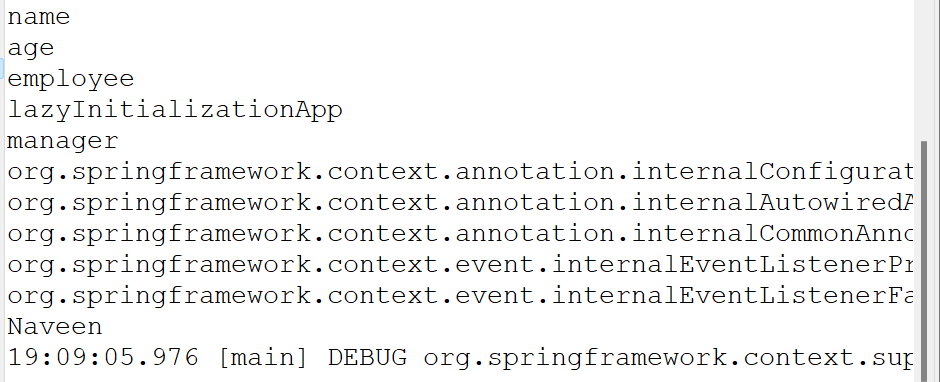 name
age
employee
lazyInitializationApp
manager
org.springframework.context.annotation.internalConfigurat
org.springframework.context.annotation.internalAutowiredA
org.springframework.context.annotation.internalCommonAnno
org.springframework.context.event.internalEventListenerPr
org.springframework.context.event.internalEventListenerFa
Naveen
19:09:05.976 [main] DEBUG org.springframework.context.sup